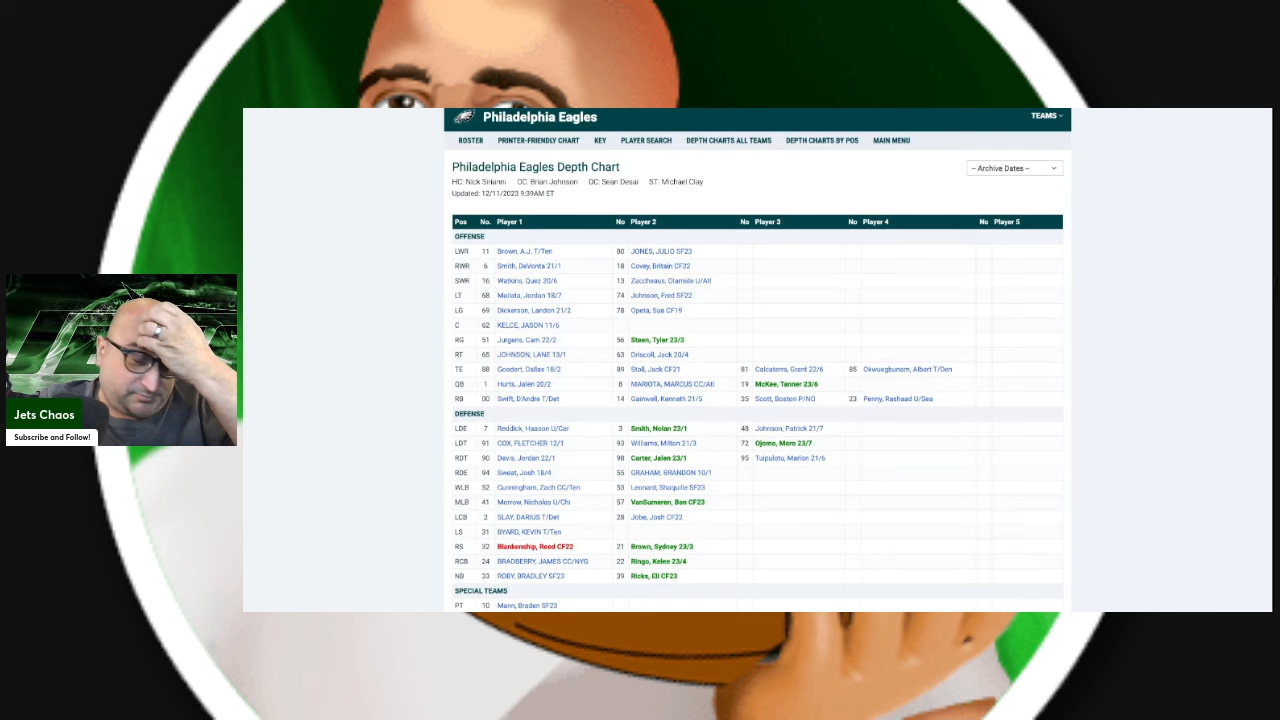 Philadelphia Eagles TEAMS
ROSTER PRINTER-FRIENDLY CHART KEY PLAYER SEARCH DEPTH CHARTS ALL TEAMS DEPTH CHARTS BY POS MAIN MENU
Philadelphia Eagles Depth Chart -- Archive Dates --
HC: Nick Sirianni OC: Brian Johnson DC: Sean Desai ST: Michael Clay
Updated: 12/11/2023 9:39AM ET
Pos No. Player 1 No Player 2 No Player 3 No Player 4 No Player 5
OFFENSE
LWR 11 Brown, A.J. T/Ten 80 JONES, JULIO SF23
RWR 6 Smith, DeVonta 21/1 18 Covey, Britain CF22
SWR 16 Watkins, Quez 20/6 13 Zaccheaus, Olamide U/Atl
LT 68 Mailata, Jordan 18/7 74 Johnson, Fred SF22
LG 69 Dickerson, Landon 21/2 78 Opeta, Sua CF19
C 62 KELCE, JASON 11/6
RG 51 Jurgens, Cam 22/2 56 Steen, Tyler 23/3
RT 65 JOHNSON, LANE 13/1 63 Driscoll, Jack 20/4
TE 88 Goedert, Dallas 18/2 89 Stoll, Jack CF21 81 Calcaterra, Grant 22/6 85 Okwuegbunam, Albert T/Den
QB 1 Hurts, Jalen 20/2 8 MARIOTA, MARCUS CC/Atl 19 McKee, Tanner 23/6
RB 00 Swift, D'Andre T/Det 14 Gainwell, Kenneth 21/5 35 Scott, Boston P/NO 23 Penny, Rashaad U/Sea
DEFENSE
LDE 7 Reddick, Haason U/Car 3 Smith, Nolan 23/1 48 Johnson, Patrick 21/7
LDT 91 COX, FLETCHER 12/1 93 Williams, Milton 21/3 72 Ojomo, Moro 23/7
RDT 90 Davis, Jordan 22/1 98 Carter, Jalen 23/1 95 Tuipulotu, Marlon 21/6
RDE 94 Sweat, Josh 18/4 55 GRAHAM, BRANDON 10/1
WLB 52 Cunningham, Zach CC/Ten 53 Leonard, Shaquille SF23
MLB 41 Morrow, Nicholas U/Chi 57 VanSumeren, Ben CF23
LCB 2 SLAY, DARIUS T/Det 28 Jobe, Josh CF22
LS 31 BYARD, KEVIN T/Ten
RS 32 Blankenship, Reed CF22 21 Brown, Sydney 23/3
RCB 24 BRADBERRY, JAMES CC/NYG 22 Ringo, Kelee 23/4
NB 33 ROBY, BRADLEY SF23 39 Ricks, Eli CF23
SPECIAL TEAMS
PT 10 Mann, Braden SF23
Jets Chaos
Subscribe and Follow!